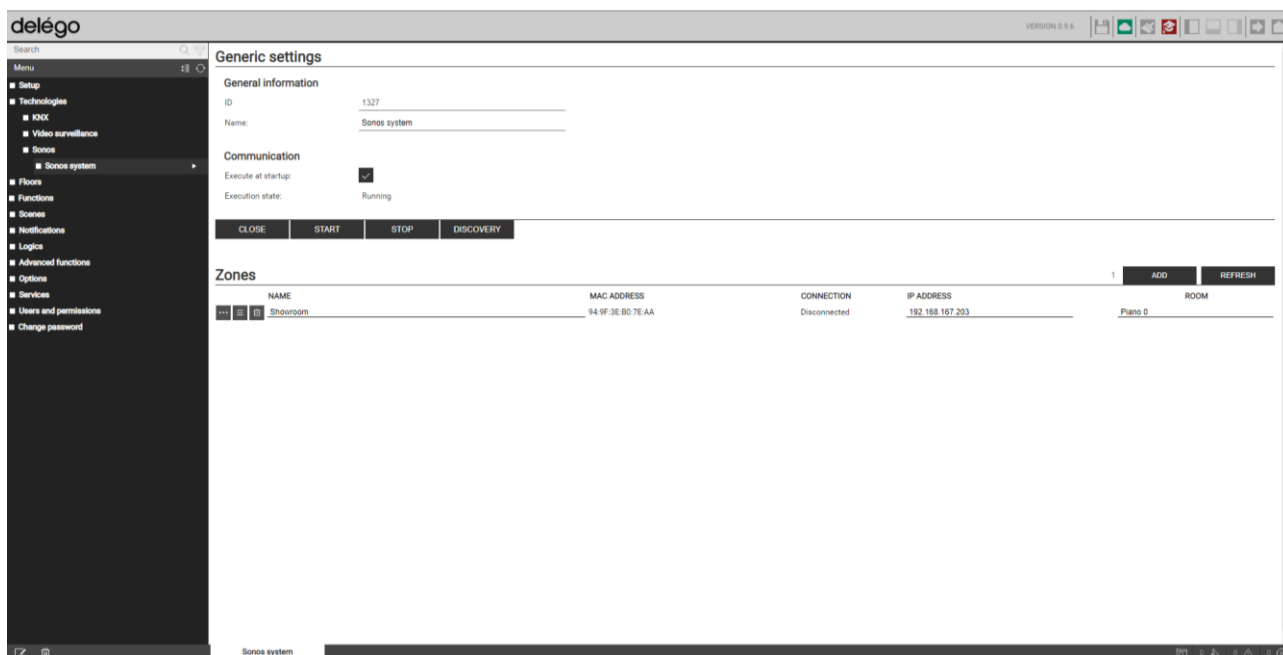 delégo
VERSION 0.9.6
Search
Menu
Setup
Technologies
KNX
Video surveillance
Sonos
Sonos system
Floors
Functions
Scenes
Notifications
Logics
Advanced functions
Options
Services
Users and permissions
Change password
Generic settings
General information
ID 1327
Name: Sonos system
Communication
Execute at startup:
Execution state: Running
CLOSE START STOP DISCOVERY
Zones 1 ADD REFRESH
NAME MAC ADDRESS CONNECTION IP ADDRESS ROOM
Showroom 94:9F:3E:B0:7E:AA Disconnected 192.168.167.203 Piano 0
Sonos system 0 0 0